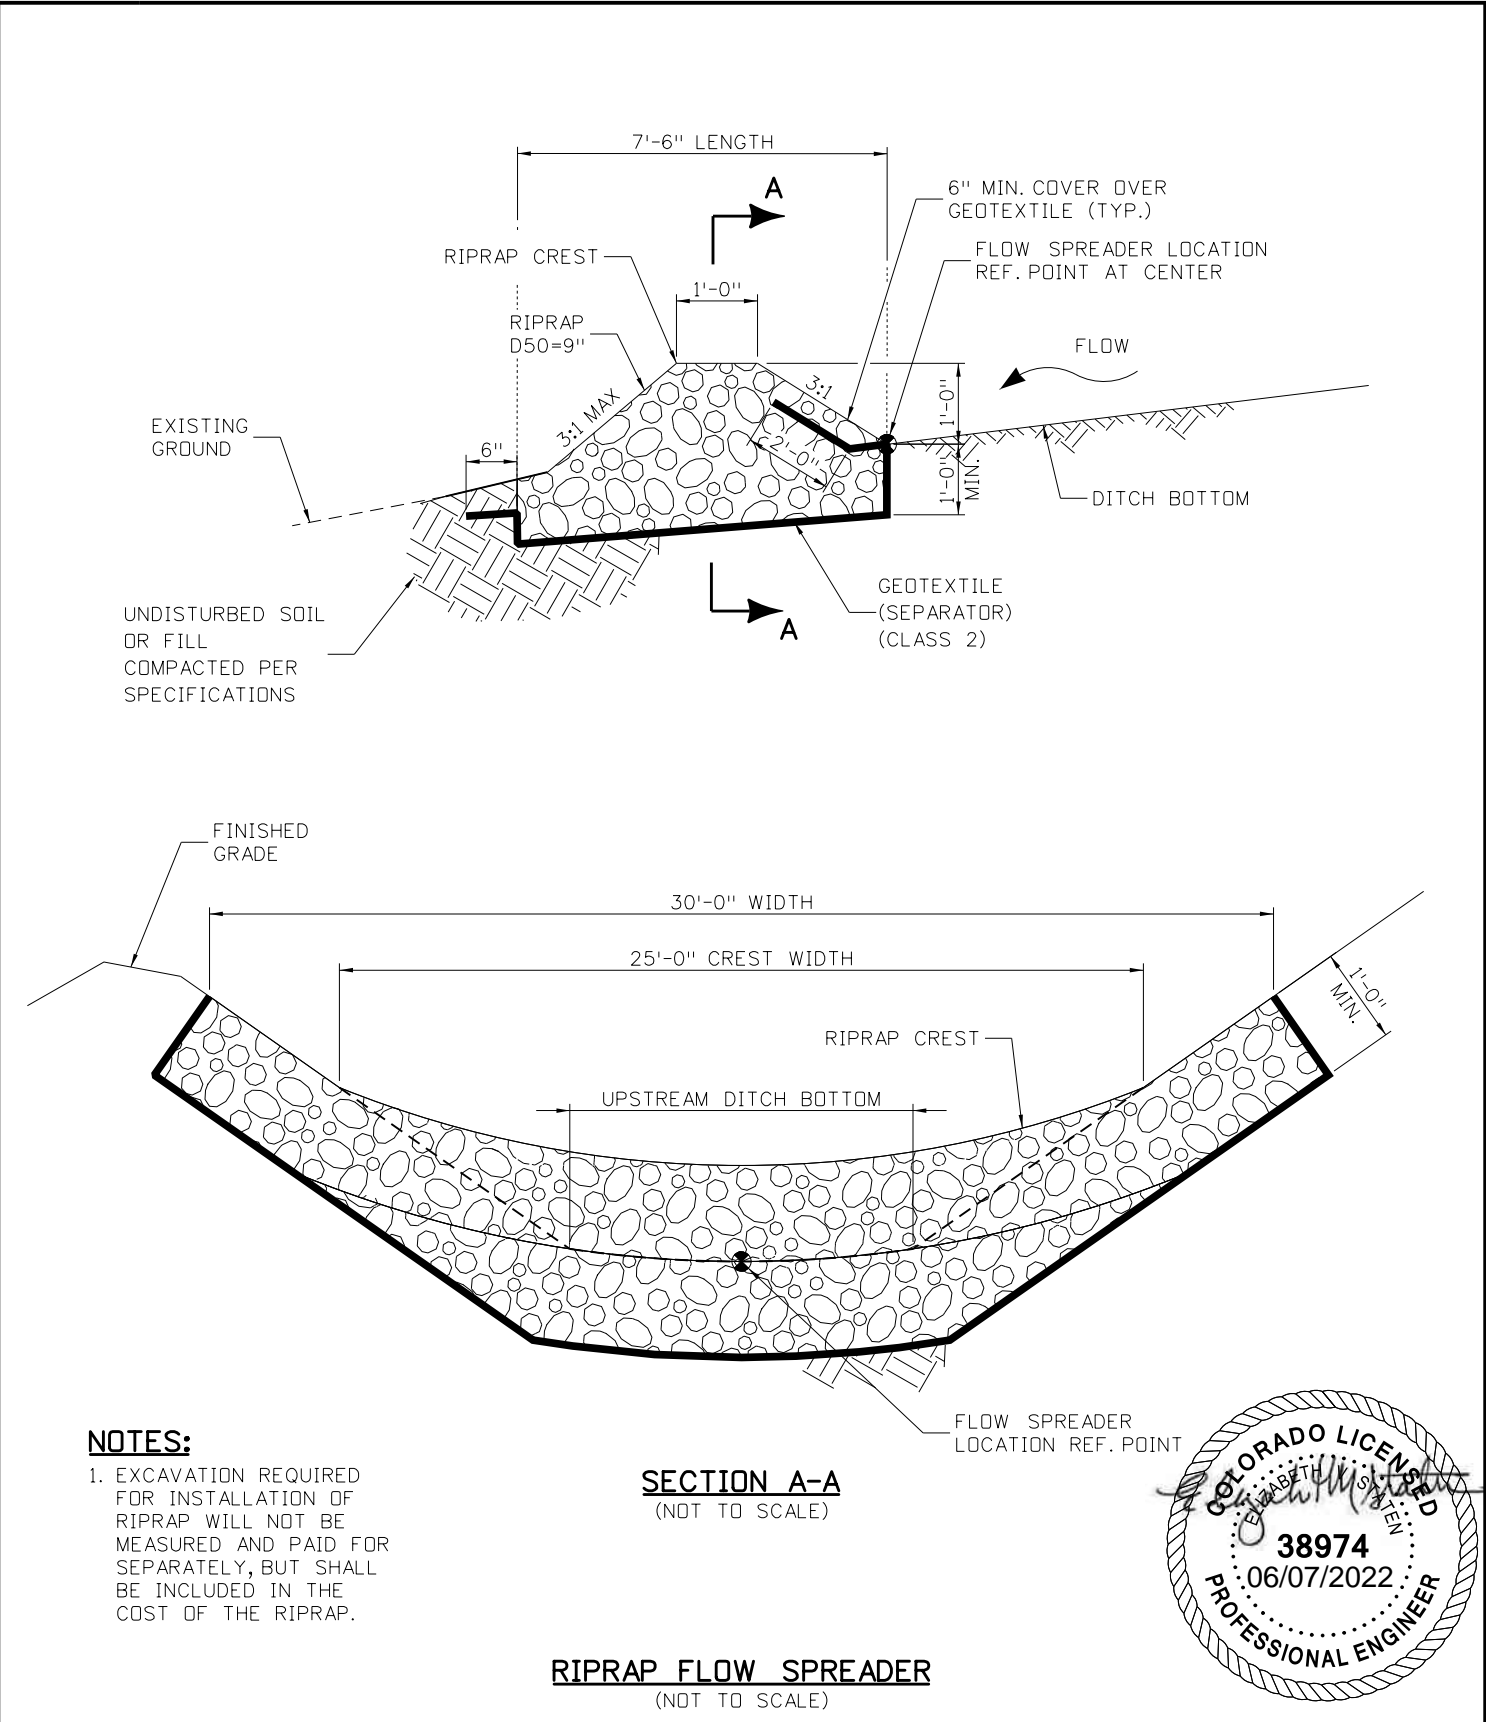 7'-6" LENGTH
A
6" MIN. COVER OVER
GEOTEXTILE (TYP.)
FLOW SPREADER LOCATION
REF. POINT AT CENTER
RIPRAP CREST
1'-0"
RIPRAP
D50=9"
FLOW
3:1
1'-0"
3:1 MAX
EXISTING
GROUND
6"
2'-0"
1'-0"
MIN.
DITCH BOTTOM
GEOTEXTILE
(SEPARATOR)
(CLASS 2)
A
UNDISTURBED SOIL
OR FILL
COMPACTED PER
SPECIFICATIONS
FINISHED
GRADE
30'-0" WIDTH
25'-0" CREST WIDTH
1'-0"
MIN.
RIPRAP CREST
UPSTREAM DITCH BOTTOM
FLOW SPREADER
LOCATION REF. POINT
NOTES:
1. EXCAVATION REQUIRED
FOR INSTALLATION OF
RIPRAP WILL NOT BE
MEASURED AND PAID FOR
SEPARATELY, BUT SHALL
BE INCLUDED IN THE
COST OF THE RIPRAP.
SECTION A-A
(NOT TO SCALE)
COLORADO LICENSED
ELIZABETH STATEN
38974
06/07/2022
PROFESSIONAL ENGINEER
RIPRAP FLOW SPREADER
(NOT TO SCALE)